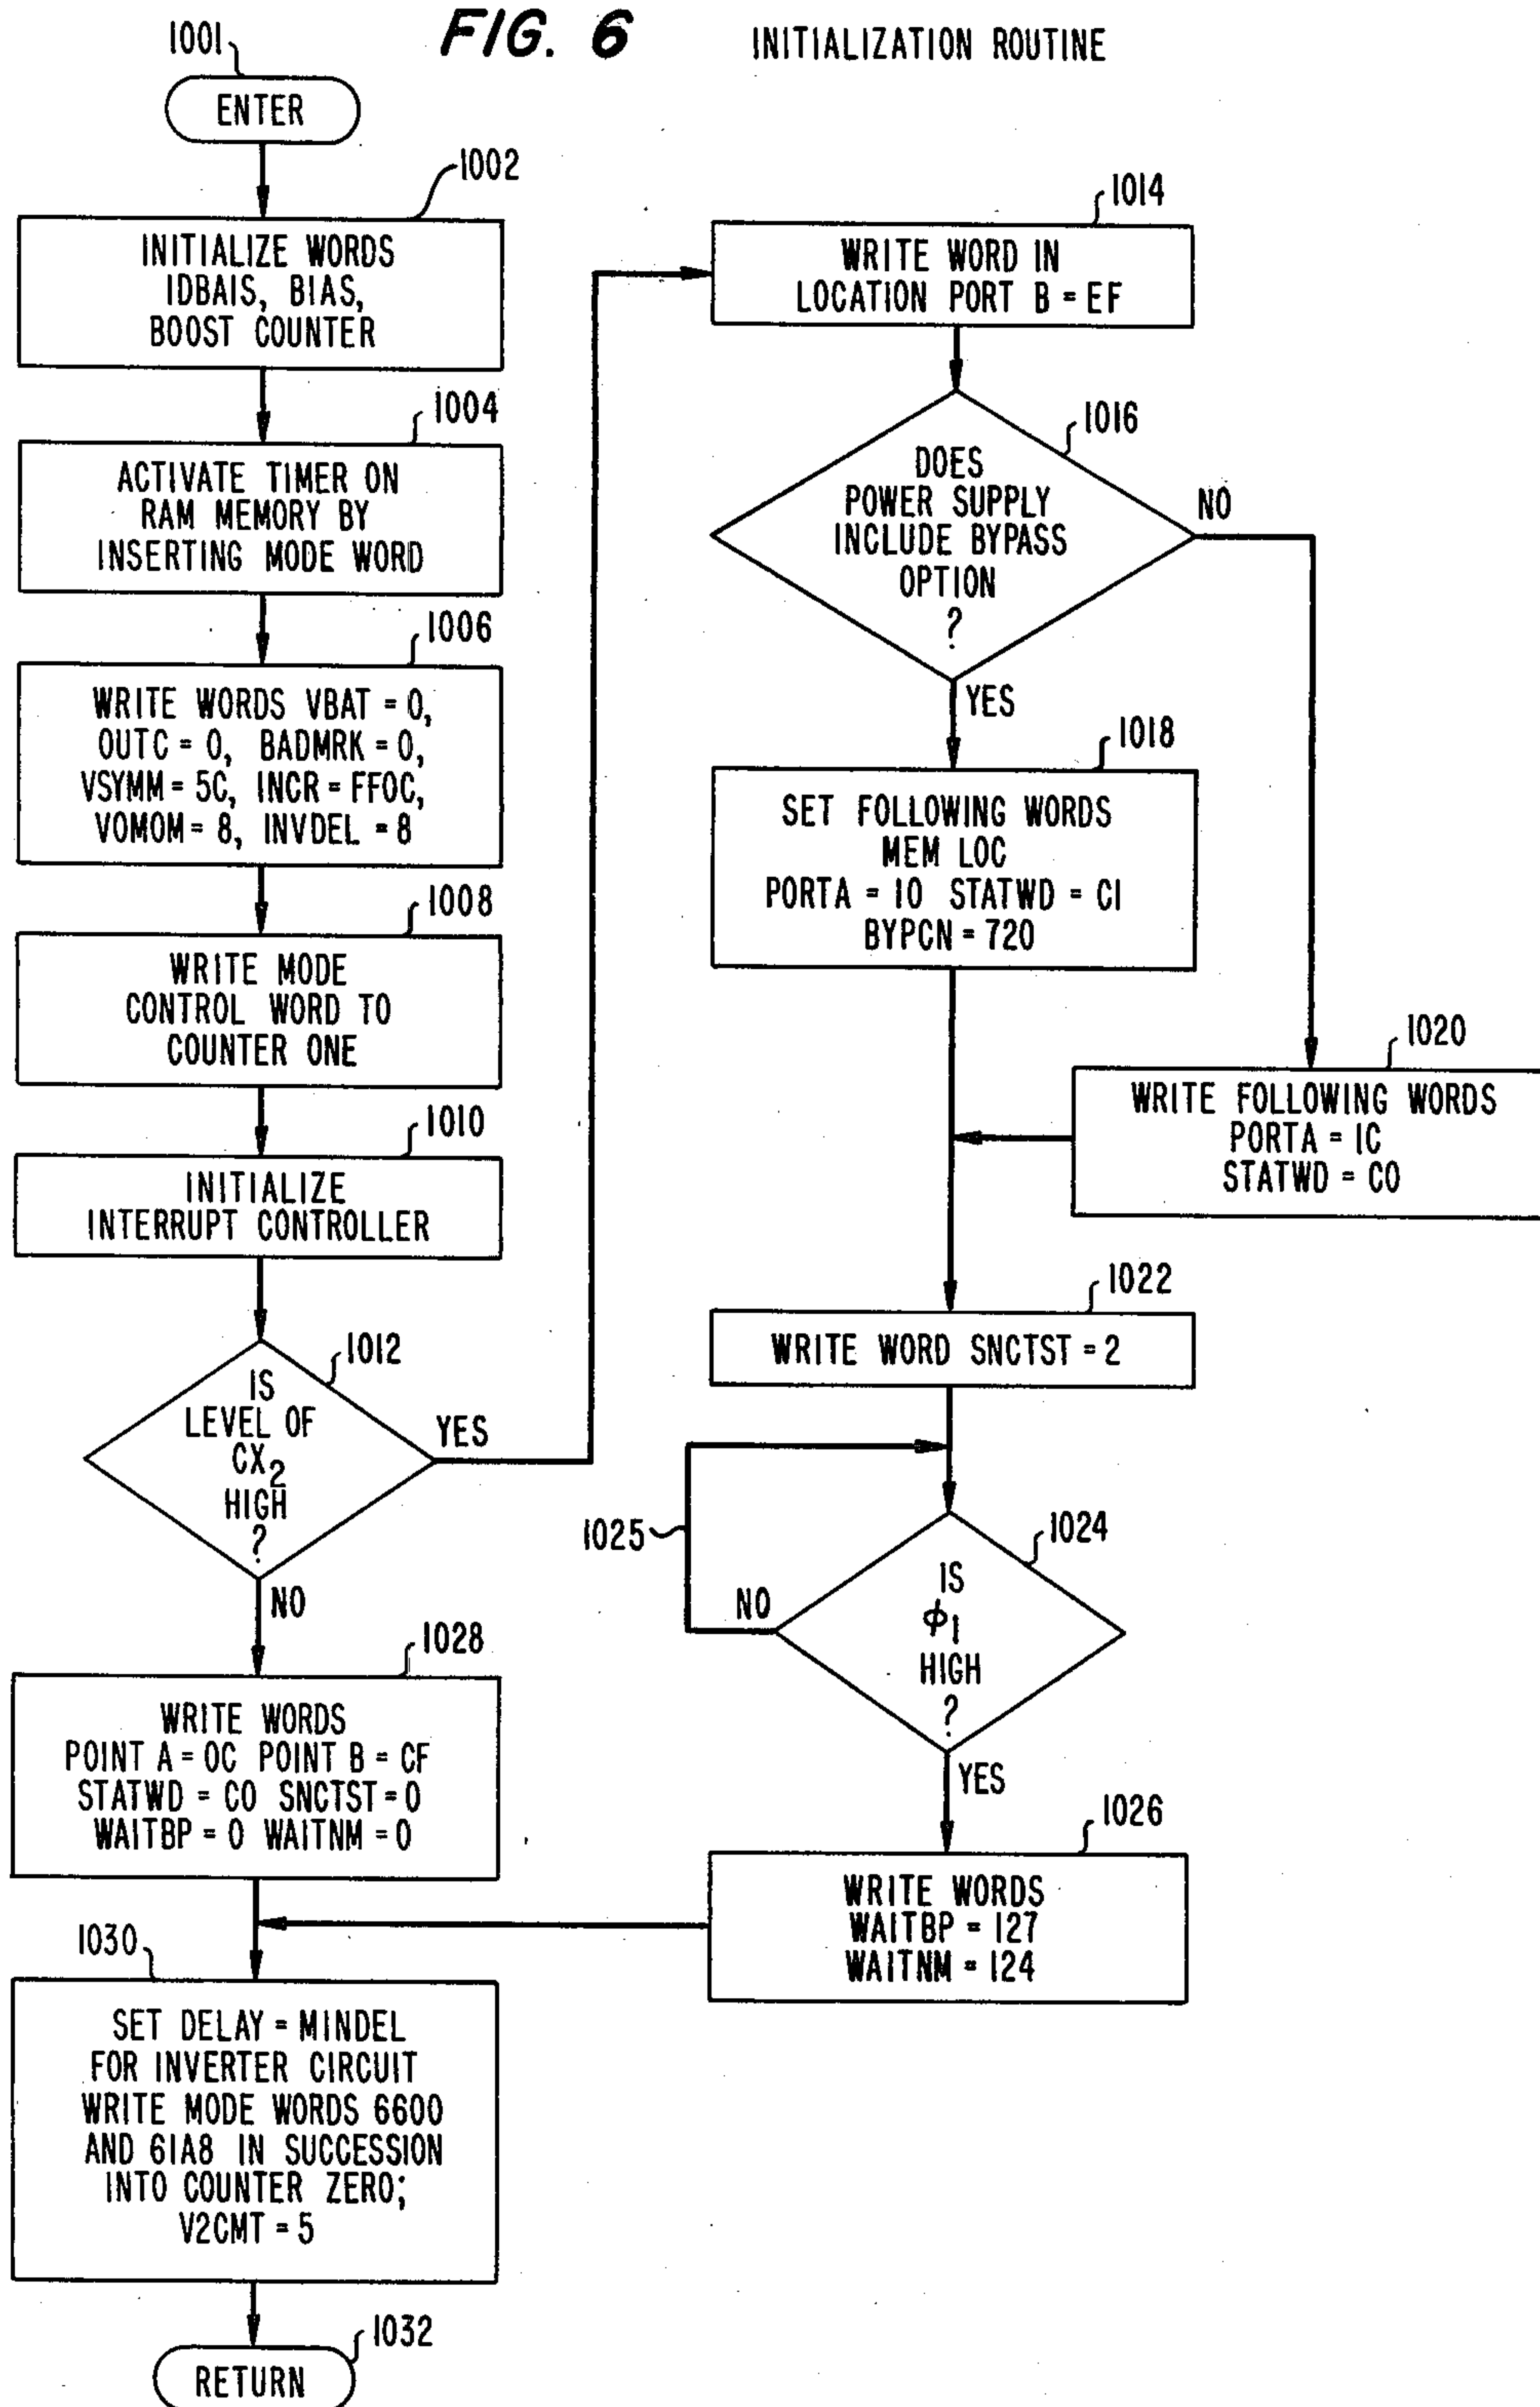 FIG. 6
INITIALIZATION ROUTINE
1001
ENTER
1002
INITIALIZE WORDS
IDBAIS, BIAS,
BOOST COUNTER
1004
ACTIVATE TIMER ON
RAM MEMORY BY
INSERTING MODE WORD
1006
WRITE WORDS VBAT = 0,
OUTC = 0, BADMRK = 0,
VSYMM = 5C, INCR = FFOC,
VOMOM = 8, INVDEL = 8
1008
WRITE MODE
CONTROL WORD TO
COUNTER ONE
1010
INITIALIZE
INTERRUPT CONTROLLER
1012
IS
LEVEL OF
CX2
HIGH
?
YES
NO
1028
WRITE WORDS
POINT A = 0C POINT B = CF
STATWD = C0 SNCTST = 0
WAITBP = 0 WAITNM = 0
1030
SET DELAY = MINDEL
FOR INVERTER CIRCUIT
WRITE MODE WORDS 6600
AND 61A8 IN SUCCESSION
INTO COUNTER ZERO;
V2CMT = 5
1032
RETURN
1014
WRITE WORD IN
LOCATION PORT B = EF
1016
DOES
POWER SUPPLY
INCLUDE BYPASS
OPTION
?
NO
YES
1018
SET FOLLOWING WORDS
MEM LOC
PORTA = 10 STATWD = C1
BYPCN = 720
1020
WRITE FOLLOWING WORDS
PORTA = 1C
STATWD = C0
1022
WRITE WORD SNCTST = 2
1025
1024
IS
ϕ1
HIGH
?
NO
YES
1026
WRITE WORDS
WAITBP = 127
WAITNM = 124